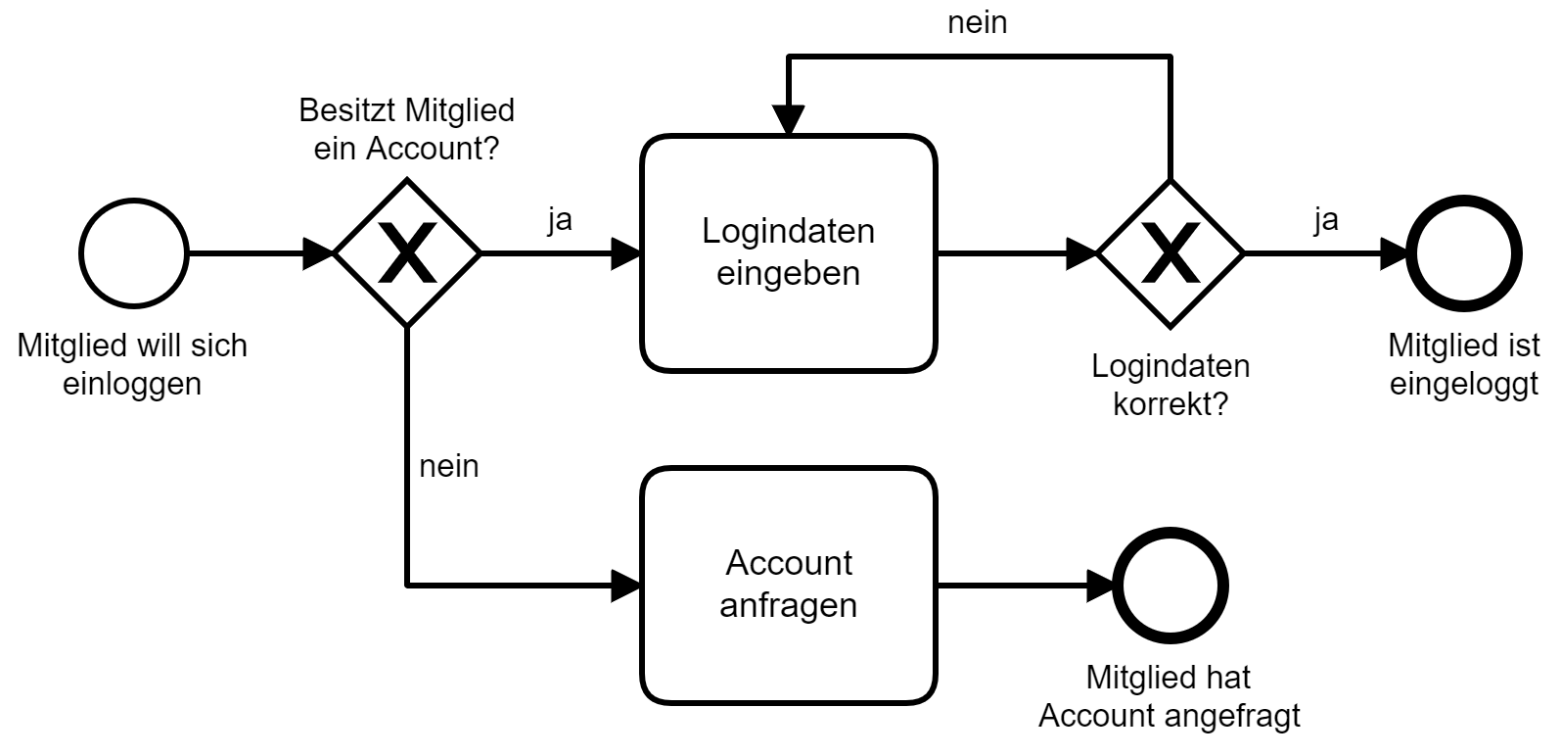 nein
Besitzt Mitglied
ein Account?
ja
Logindaten
eingeben
ja
Mitglied will sich
einloggen
Logindaten
korrekt?
Mitglied ist
eingeloggt
nein
Account
anfragen
Mitglied hat
Account angefragt